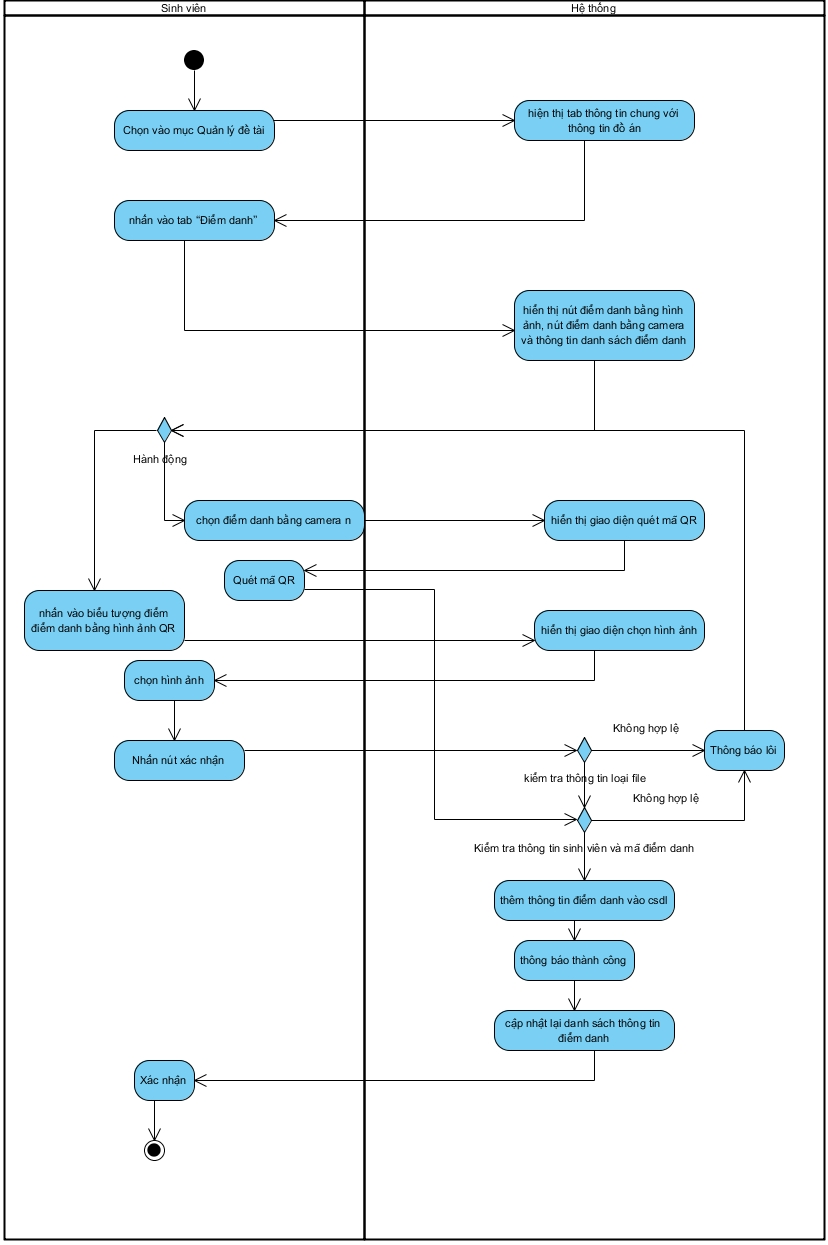 Sinh viên
Hệ thống
Chọn vào mục Quản lý đề tài
hiện thị tab thông tin chung với
thông tin đồ án
nhấn vào tab “Điểm danh”
hiển thị nút điểm danh bằng hình
ảnh, nút điểm danh bằng camera
và thông tin danh sách điểm danh
Hành động
chọn điểm danh bằng camera n
hiển thị giao diện quét mã QR
Quét mã QR
nhấn vào biểu tượng điểm
điểm danh bằng hình ảnh QR
hiển thị giao diện chọn hình ảnh
chọn hình ảnh
Không hợp lệ
Nhấn nút xác nhận
Thông báo lỗi
kiểm tra thông tin loại file
Không hợp lệ
Kiểm tra thông tin sinh viên và mã điểm danh
thêm thông tin điểm danh vào csdl
thông báo thành công
cập nhật lại danh sách thông tin
điểm danh
Xác nhận